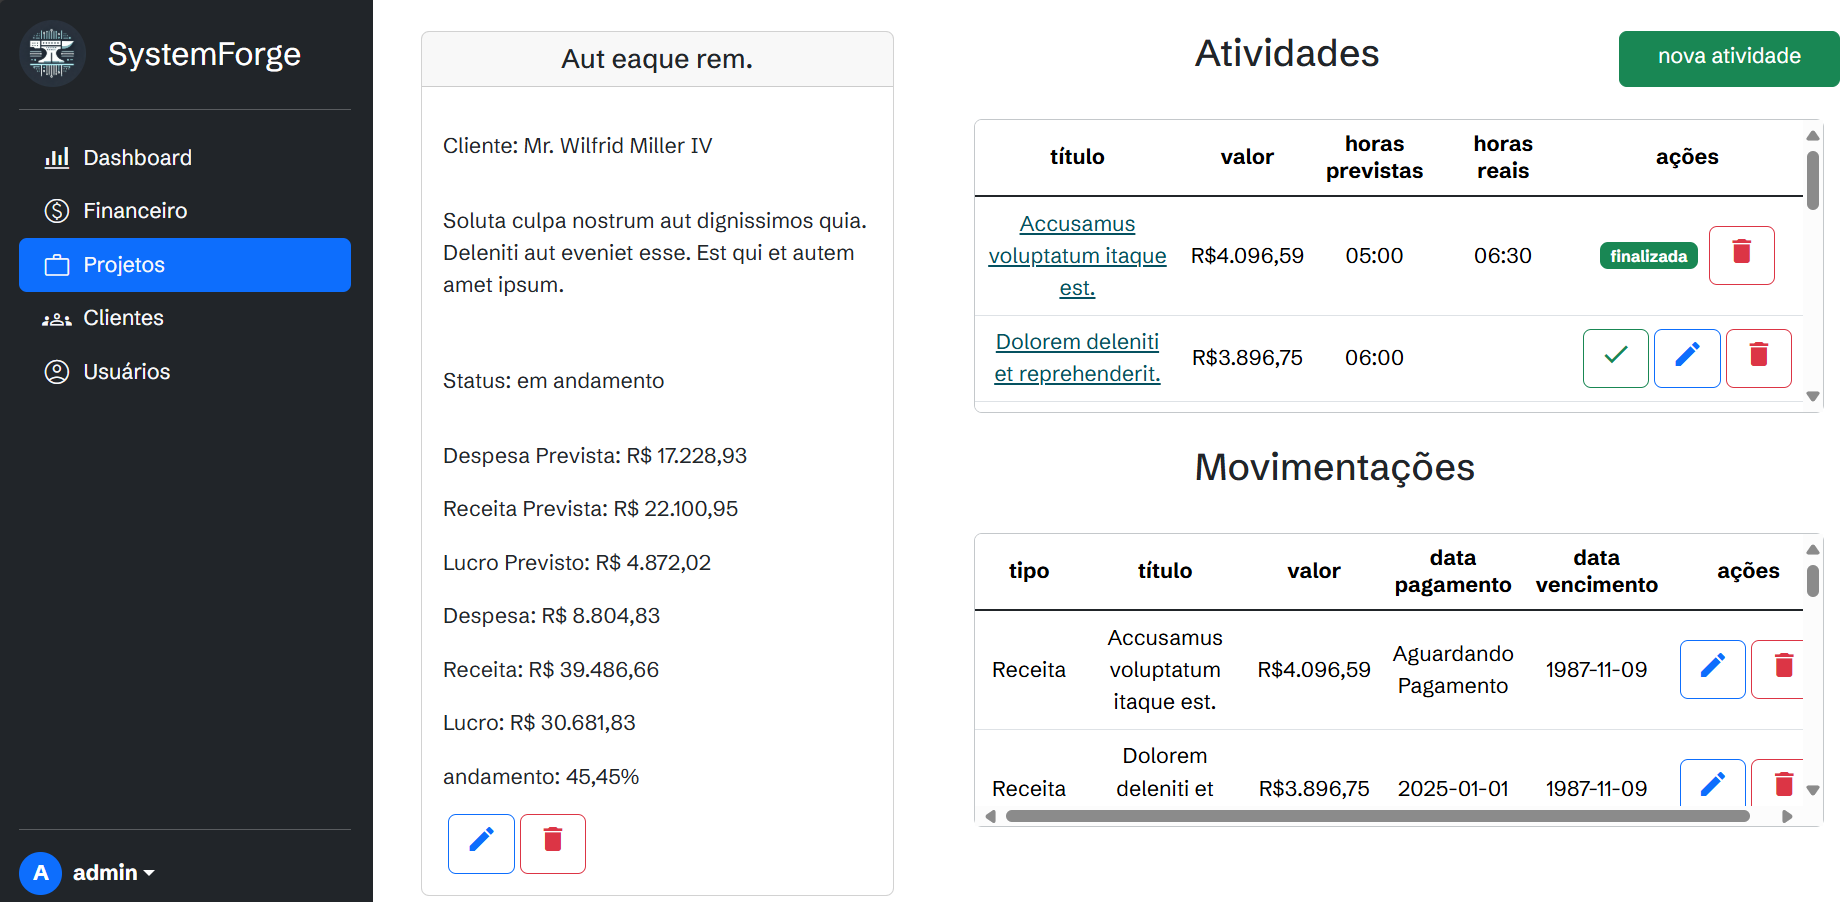 SystemForge
Dashboard
Financeiro
Projetos
Clientes
Usuários
A admin
Aut eaque rem.
Cliente: Mr. Wilfrid Miller IV
Soluta culpa nostrum aut dignissimos quia.
Deleniti aut eveniet esse. Est qui et autem
amet ipsum.
Status: em andamento
Despesa Prevista: R$ 17.228,93
Receita Prevista: R$ 22.100,95
Lucro Previsto: R$ 4.872,02
Despesa: R$ 8.804,83
Receita: R$ 39.486,66
Lucro: R$ 30.681,83
andamento: 45,45%
Atividades
nova atividade
título valor horas previstas horas reais ações
Accusamus
voluptatum itaque
est.
R$4.096,59 05:00 06:30 finalizada
Dolorem deleniti
et reprehenderit.
R$3.896,75 06:00
Movimentações
tipo título valor data pagamento data vencimento ações
Receita
Accusamus
voluptatum
itaque est.
R$4.096,59
Aguardando
Pagamento
1987-11-09
Receita
Dolorem
deleniti et
R$3.896,75 2025-01-01 1987-11-09